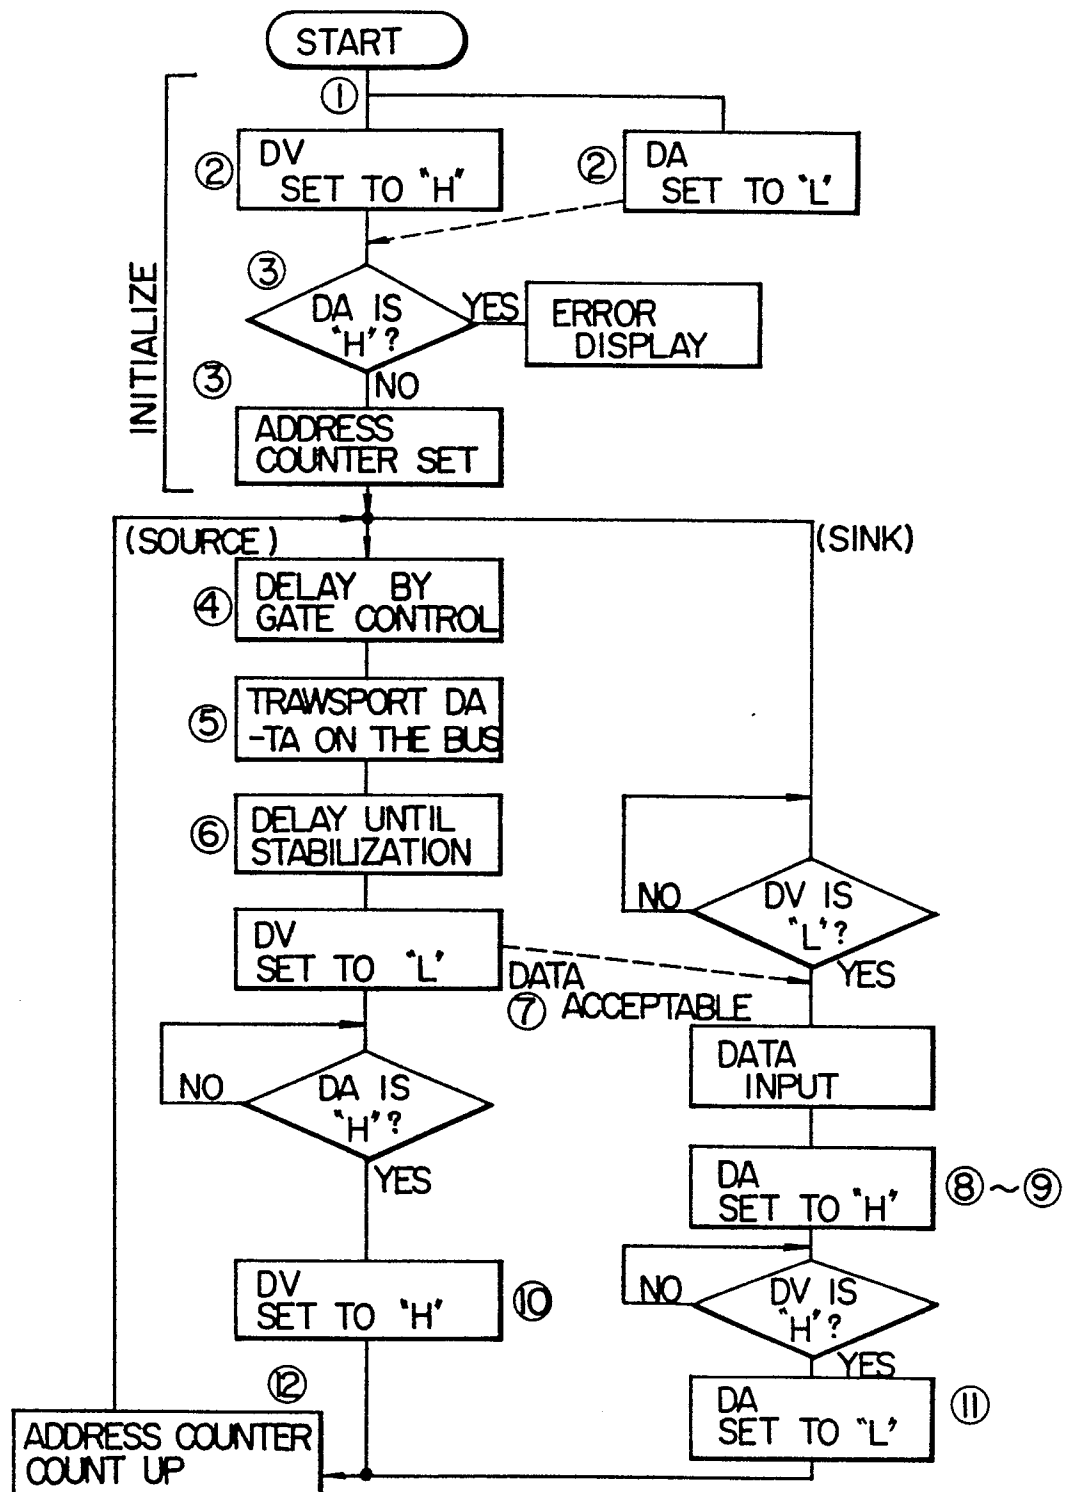 START
①
②
DV
SET TO "H"
②
DA
SET TO "L"
INITIALIZE
③
DA IS
"H"?
YES
ERROR
DISPLAY
NO
③
ADDRESS
COUNTER SET
(SOURCE)
(SINK)
④
DELAY BY
GATE CONTROL
⑤
TRAWSPORT DA
-TA ON THE BUS
⑥
DELAY UNTIL
STABILIZATION
NO
DV IS
"L"?
YES
DV
SET TO "L"
DATA
⑦ ACCEPTABLE
DATA
INPUT
NO
DA IS
"H"?
YES
DA
SET TO "H"
⑧~⑨
NO
DV IS
"H"?
YES
DV
SET TO "H"
⑩
DA
SET TO "L"
⑪
⑫
ADDRESS COUNTER
COUNT UP